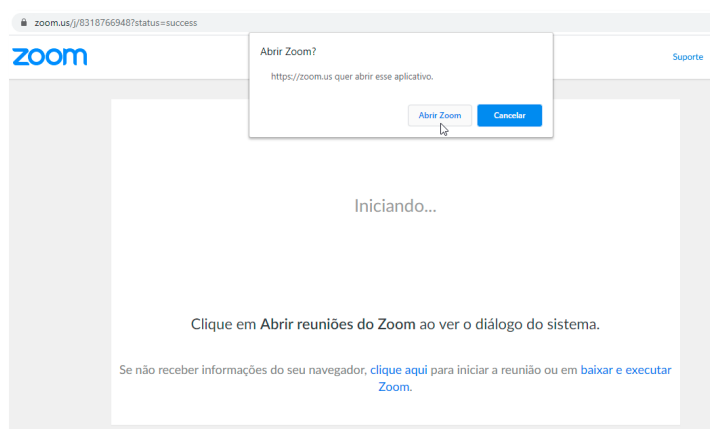 zoom.us/j/8318766948?status=success
zoom
Suporte
Abrir Zoom?
https://zoom.us quer abrir esse aplicativo.
Abrir Zoom
Cancelar
Iniciando...
Clique em Abrir reuniões do Zoom ao ver o diálogo do sistema.
Se não receber informações do seu navegador, clique aqui para iniciar a reunião ou em baixar e executar
Zoom.